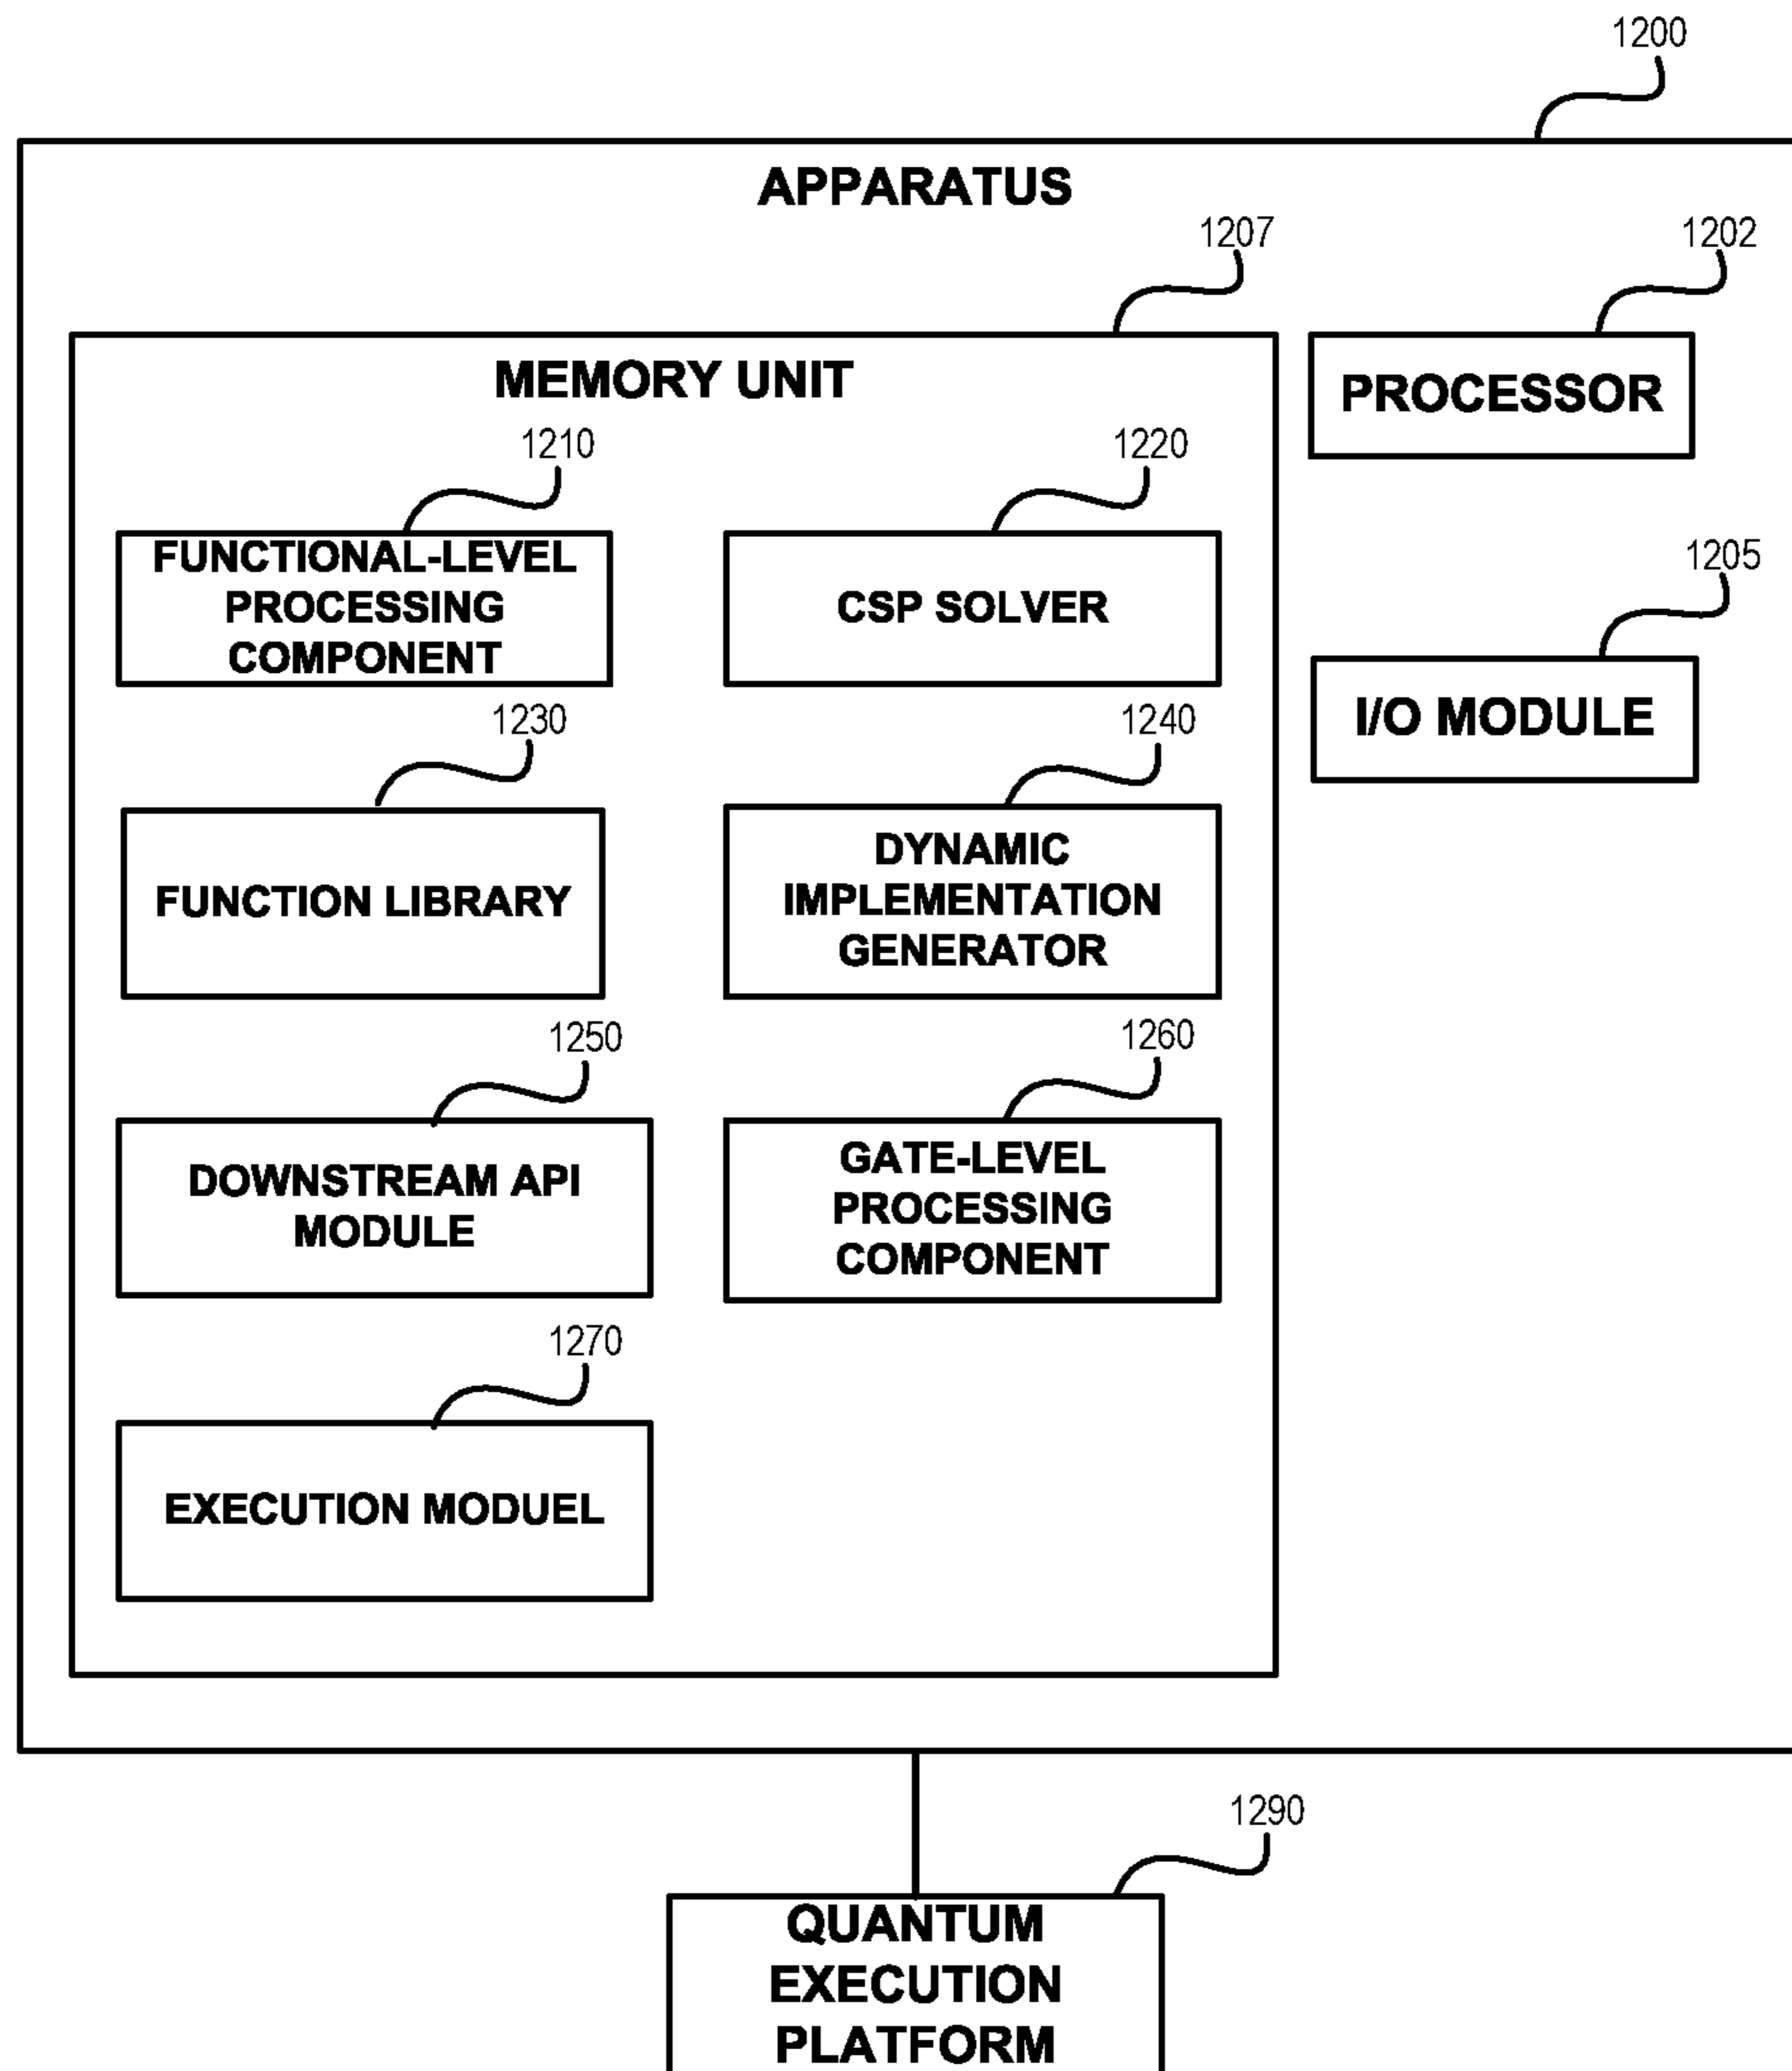 1200
APPARATUS
1207
1202
MEMORY UNIT
PROCESSOR
1210
1220
FUNCTIONAL-LEVEL
PROCESSING
COMPONENT
CSP SOLVER
1205
I/O MODULE
1230
1240
FUNCTION LIBRARY
DYNAMIC
IMPLEMENTATION
GENERATOR
1250
1260
DOWNSTREAM API
MODULE
GATE-LEVEL
PROCESSING
COMPONENT
1270
EXECUTION MODUEL
1290
QUANTUM
EXECUTION
PLATFORM